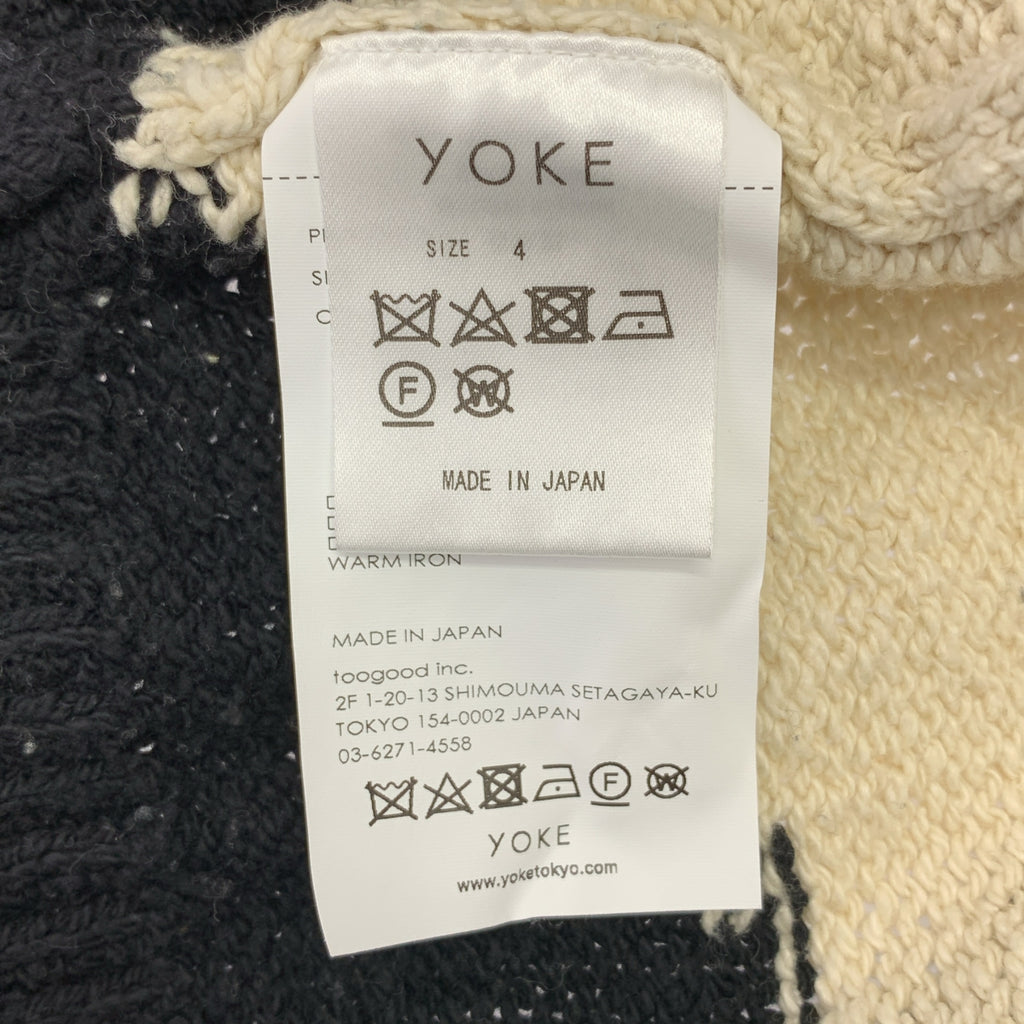 YOKE
SIZE 4
F W
MADE IN JAPAN
WARM IRON
MADE IN JAPAN
toogood inc.
2F 1-20-13 SHIMOUMA SETAGAYA-KU
TOKYO 154-0002 JAPAN
03-6271-4558
F W
YOKE
www.yoketokyo.com